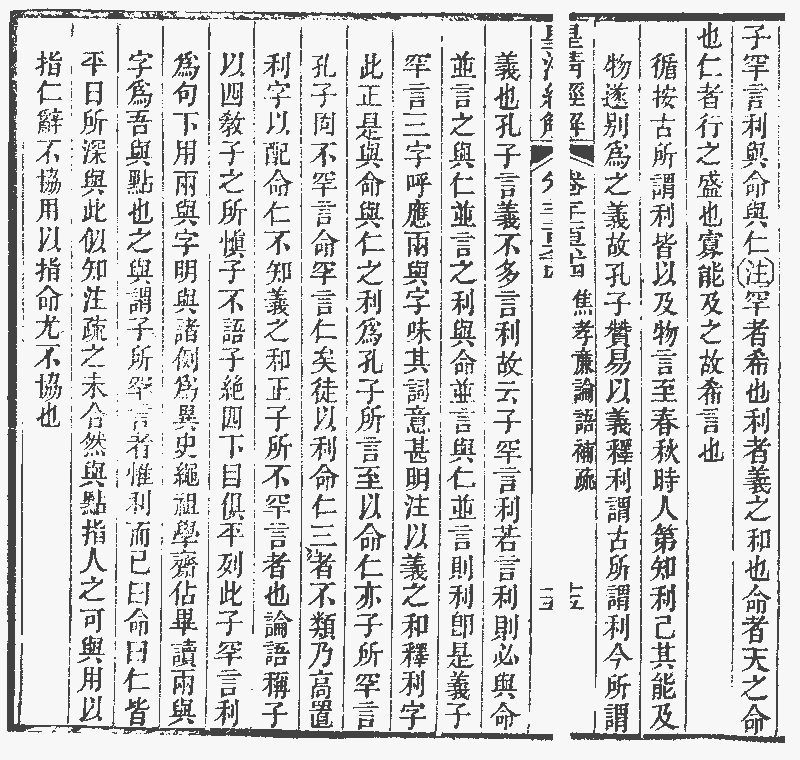 子罕言利與命與仁注罕者希也利者義之和也命者天之命
也仁者行之盛也寡能及之故希言也
循按古所謂利皆以及物言至春秋時人第知利己其能及
物遂別爲之義故孔子贊易以義釋利謂古所謂利今所謂
皇清經解 卷千百六十四 焦孝廉論語補疏 十五
義也孔子言義不多言利故云子罕言利若言利則必與命
並言之與仁並言之利與命並言與仁並言則利卽是義子
罕言三字呼應兩與字味其詞意甚明注以義之和釋利字
此正是與命與仁之利爲孔子所言至以命仁亦子所罕言
孔子固不罕言命罕言仁矣徒以利命仁三者不類乃高置
利字以配命仁不知義之和正子所不罕言者也論語稱子
以四敎子之所愼子不語子絶四下目俱平列此子罕言利
爲句下用兩與字明與諸側爲異史繩祖學齋佔畢讀兩與
字爲吾與點也之與謂子所罕言者惟利而已曰命曰仁皆
平日所深與此似知注疏之未合然與點指人之可與用以
指仁辭不協用以指命尤不協也